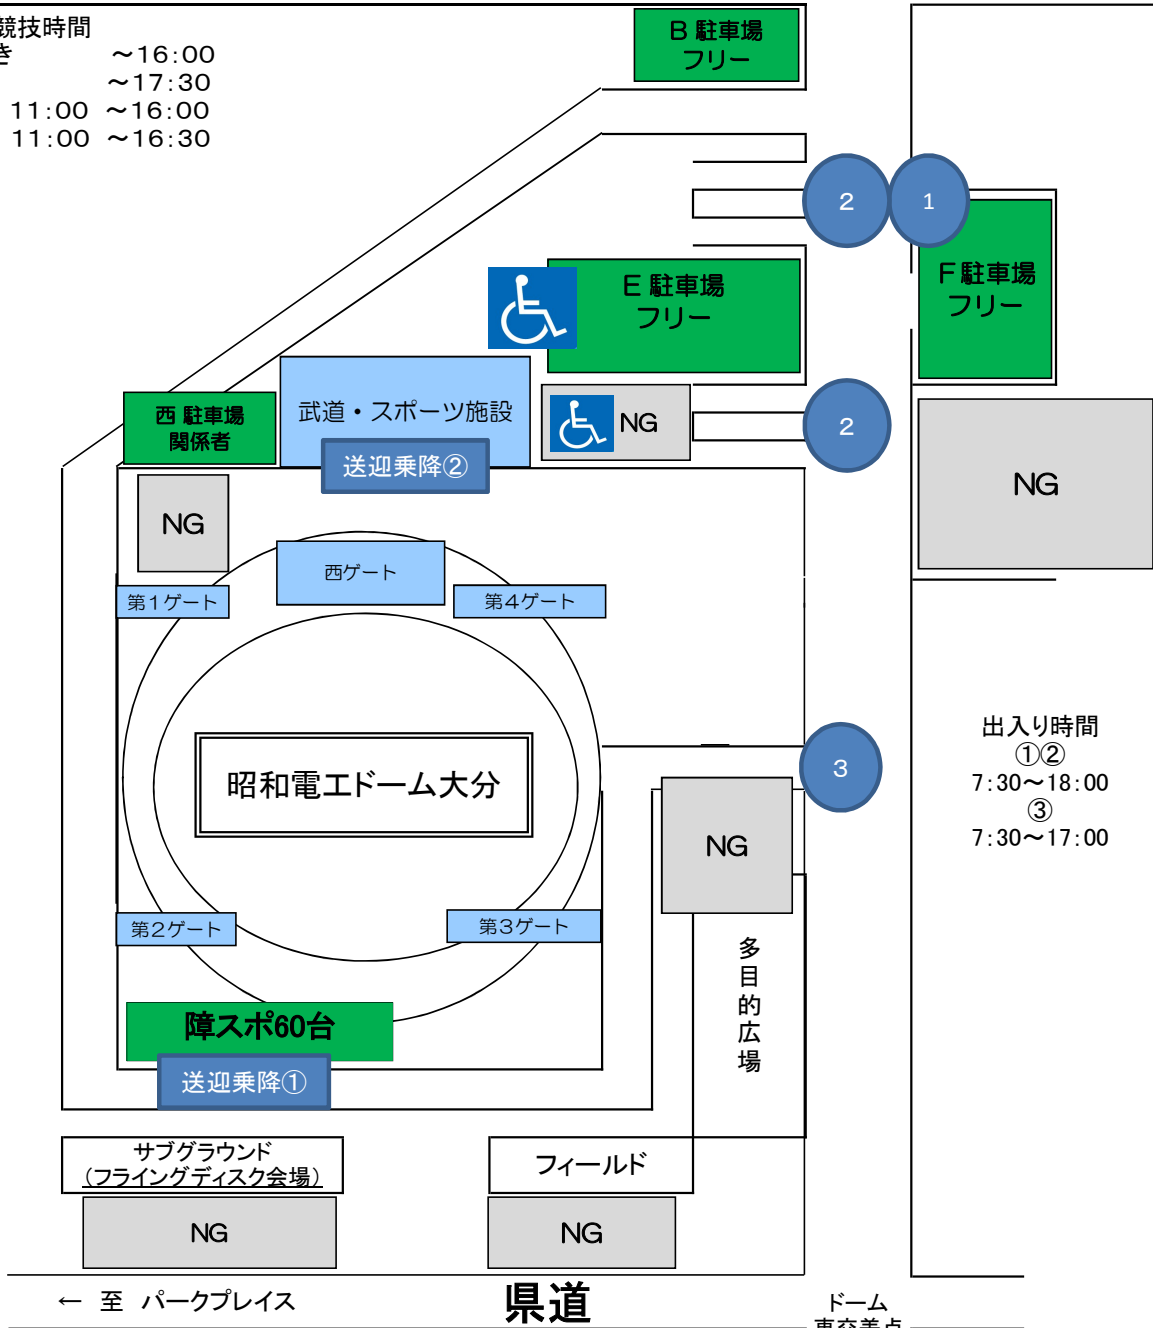 競技時間
き ～16:00
～17:30
11:00 ～16:00
11:00 ～16:30
B 駐車場
フリー
2
1
E 駐車場
フリー
F 駐車場
フリー
西 駐車場
関係者
武道・スポーツ施設
送迎乗降②
NG
2
NG
NG
西ゲート
第1ゲート
第4ゲート
昭和電工ドーム大分
3
出入り時間
①②
7:30～18:00
③
7:30～17:00
NG
第2ゲート
第3ゲート
多目的広場
障スポ60台
送迎乗降①
サブグラウンド
(フライングディスク会場)
フィールド
NG
NG
← 至 パークプレイス
県道
ドーム
東交差点